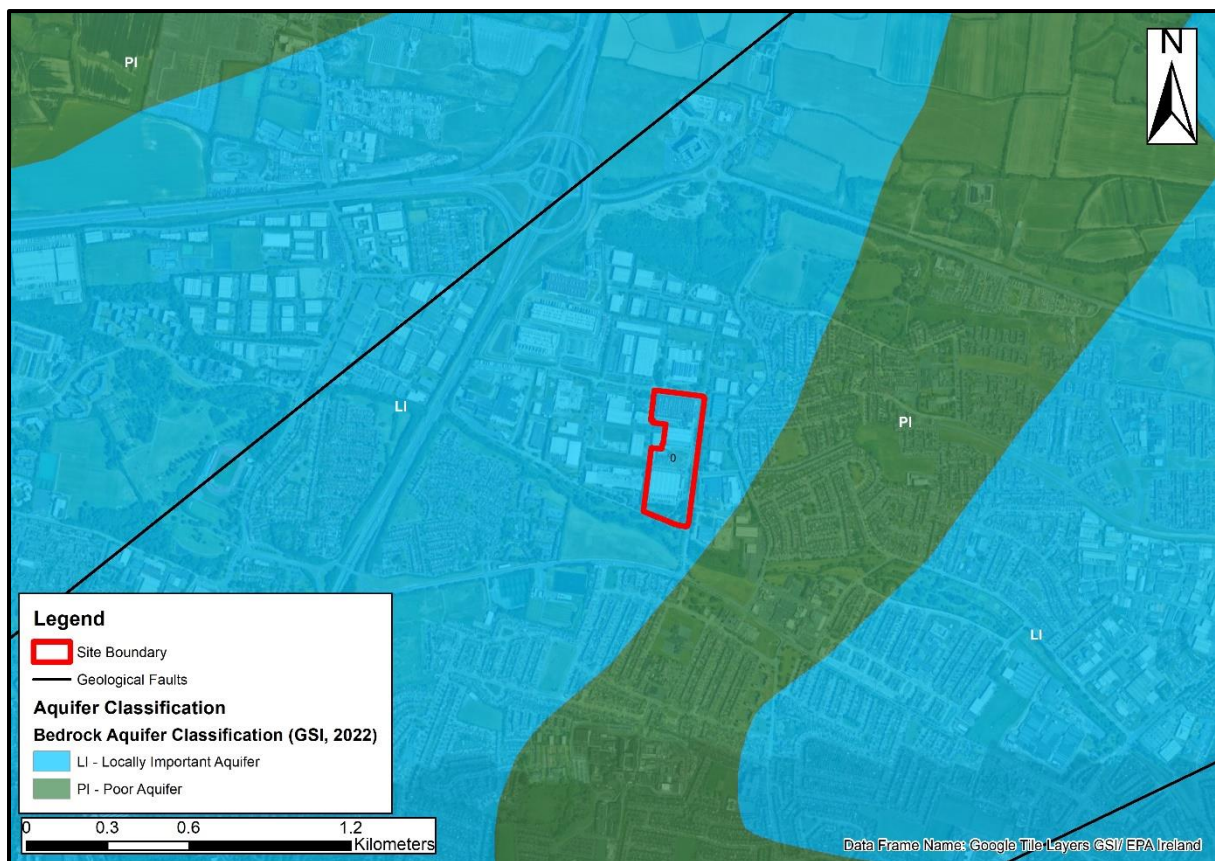 PI
N
LI
0
PI
LI
Legend
Site Boundary
Geological Faults
Aquifer Classification
Bedrock Aquifer Classification (GSI, 2022)
LI - Locally Important Aquifer
PI - Poor Aquifer
0 0.3 0.6 1.2
Kilometers
Data Frame Name: Google Tile Layers GSI/ EPA Ireland